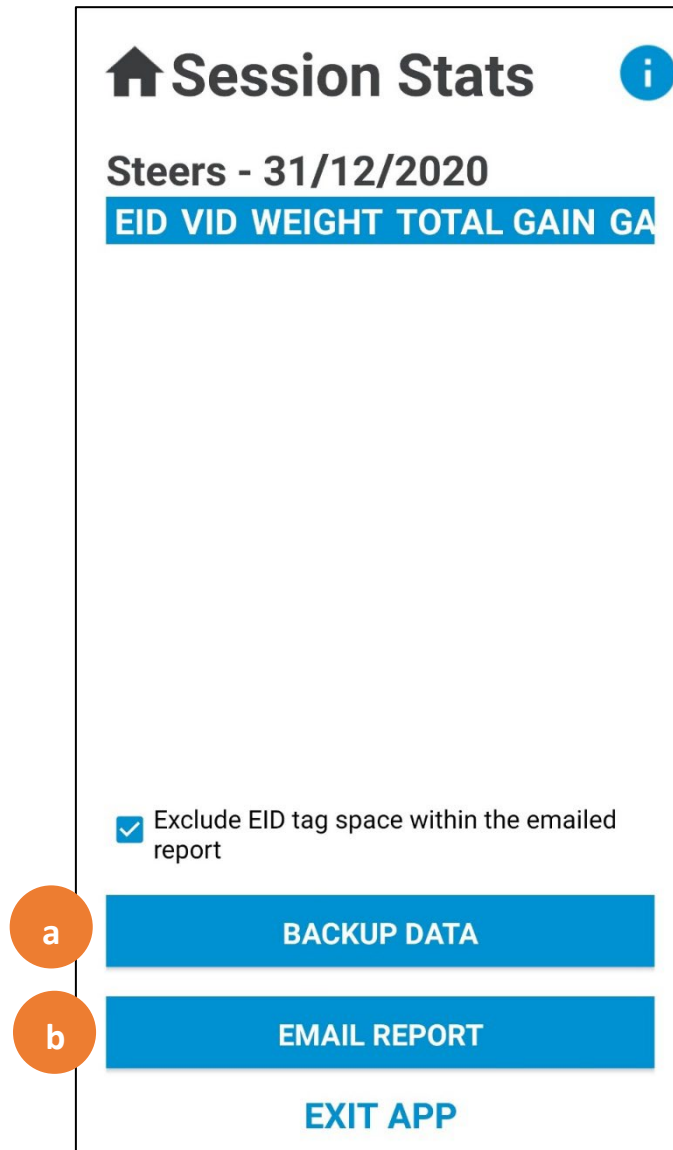 Session Stats i
Steers - 31/12/2020
EID VID WEIGHT TOTAL GAIN GA
Exclude EID tag space within the emailed
report
a BACKUP DATA
b EMAIL REPORT
EXIT APP